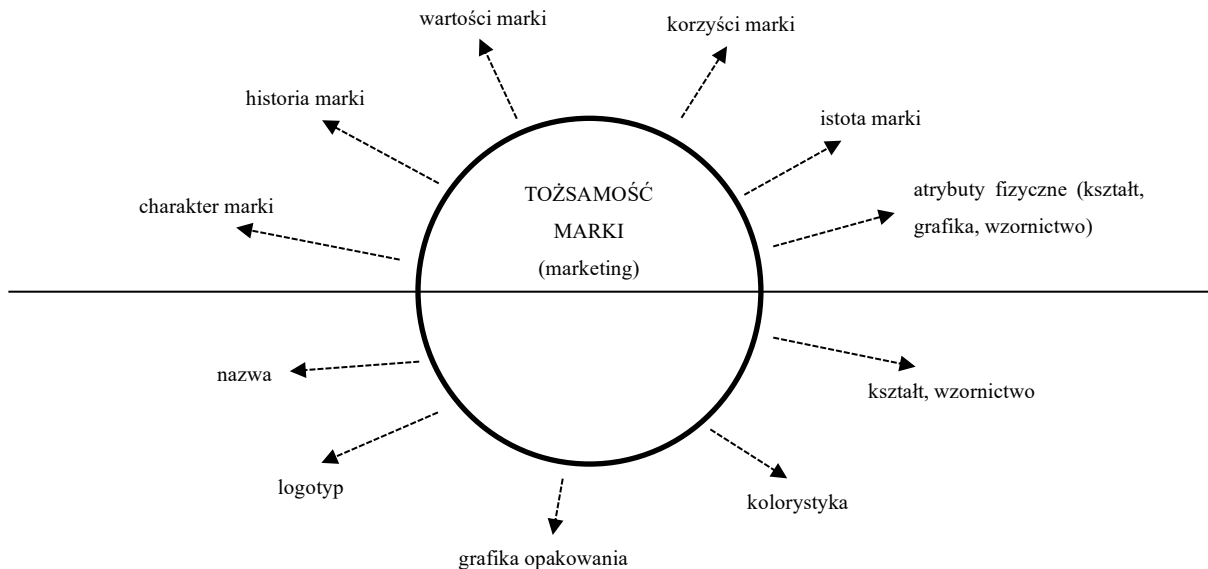 wartości marki
korzyści marki
historia marki
istota marki
TOŻSAMOŚĆ
MARKI
(marketing)
atrybuty fizyczne (kształt,
grafika, wzornictwo)
charakter marki
nazwa
kształt, wzornictwo
logotyp
kolorystyka
grafika opakowania